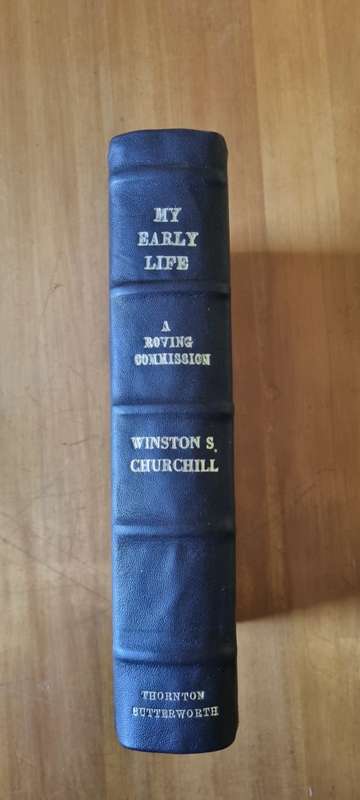 MY
EARLY
LIFE
A
ROVING
COMMISSION
WINSTON S.
CHURCHILL
THORNTON
BUTTERWORTH